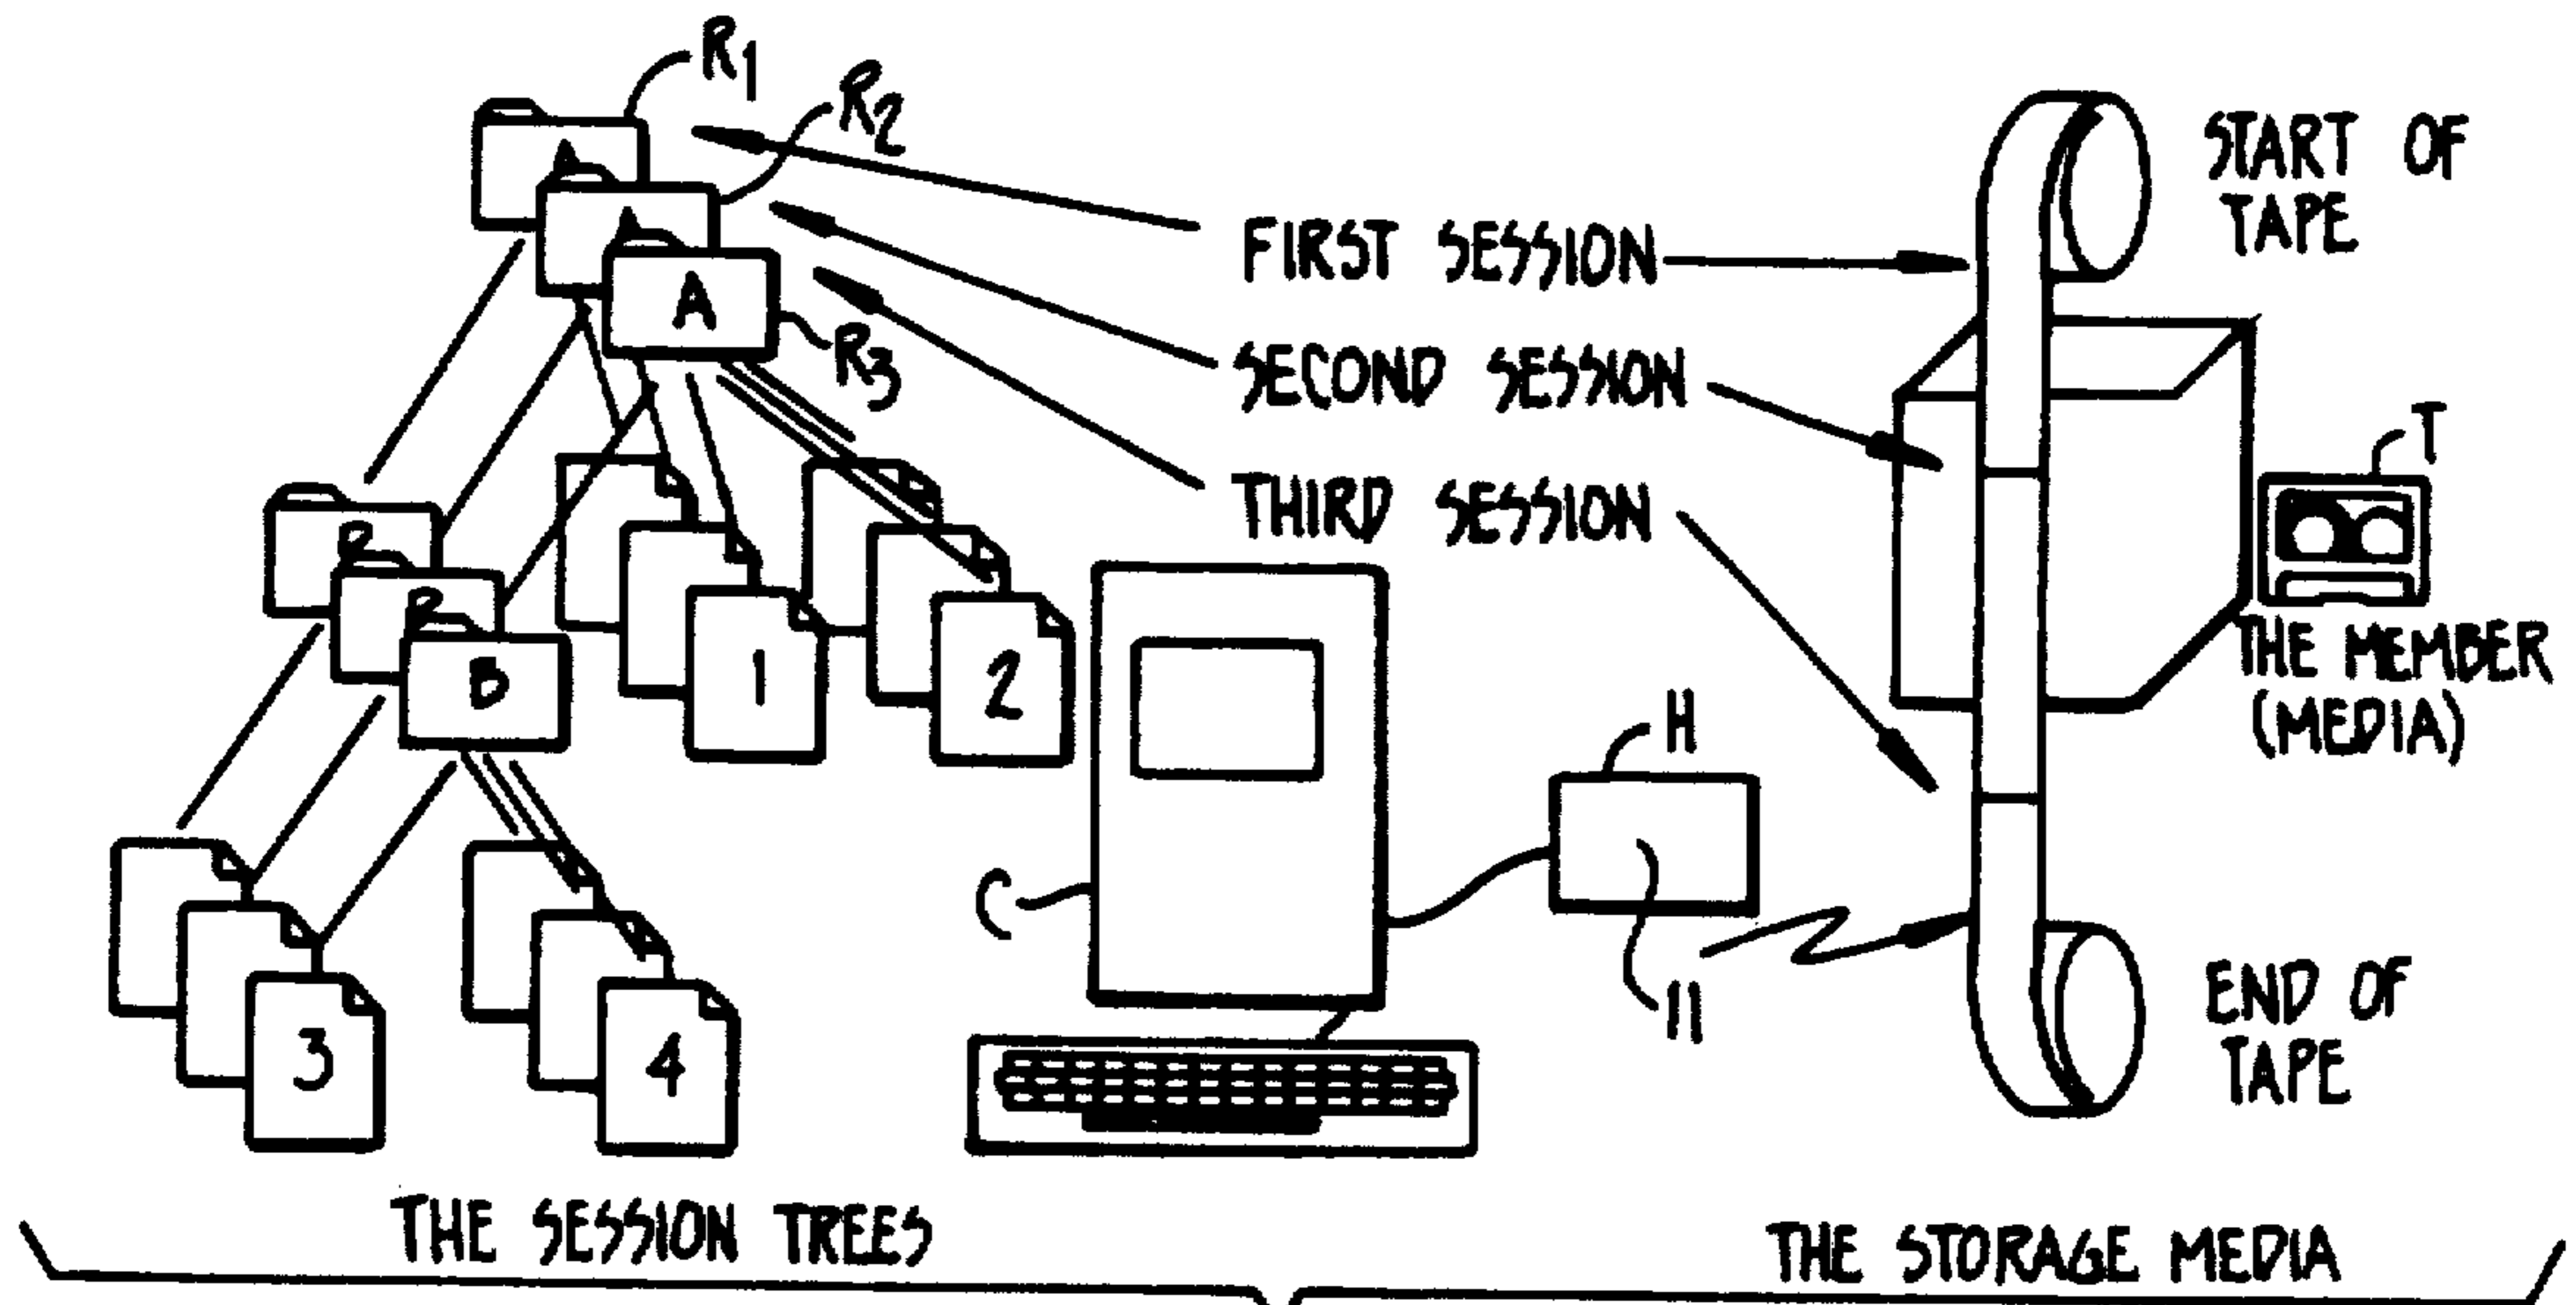 R1
R2
A
A
A
R3
FIRST SESSION
SECOND SESSION
THIRD SESSION
START OF
TAPE
T
THE MEMBER
(MEDIA)
B
1
2
H
C
11
3
4
END OF
TAPE
THE SESSION TREES
THE STORAGE MEDIA